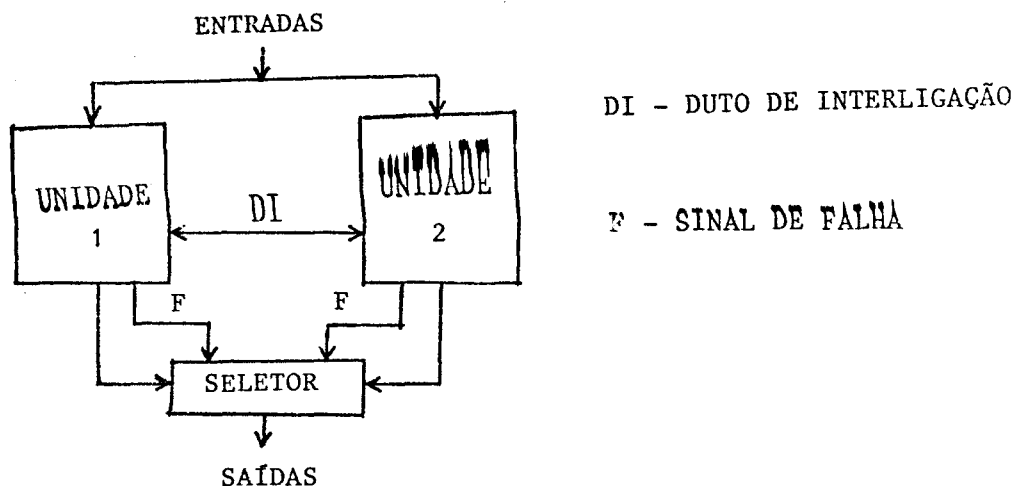 ENTRADAS
DI - DUTO DE INTERLIGAÇÃO
UNIDADE
1
DI
UNIDADE
2
F - SINAL DE FALHA
F
F
SELETOR
SAÍDAS